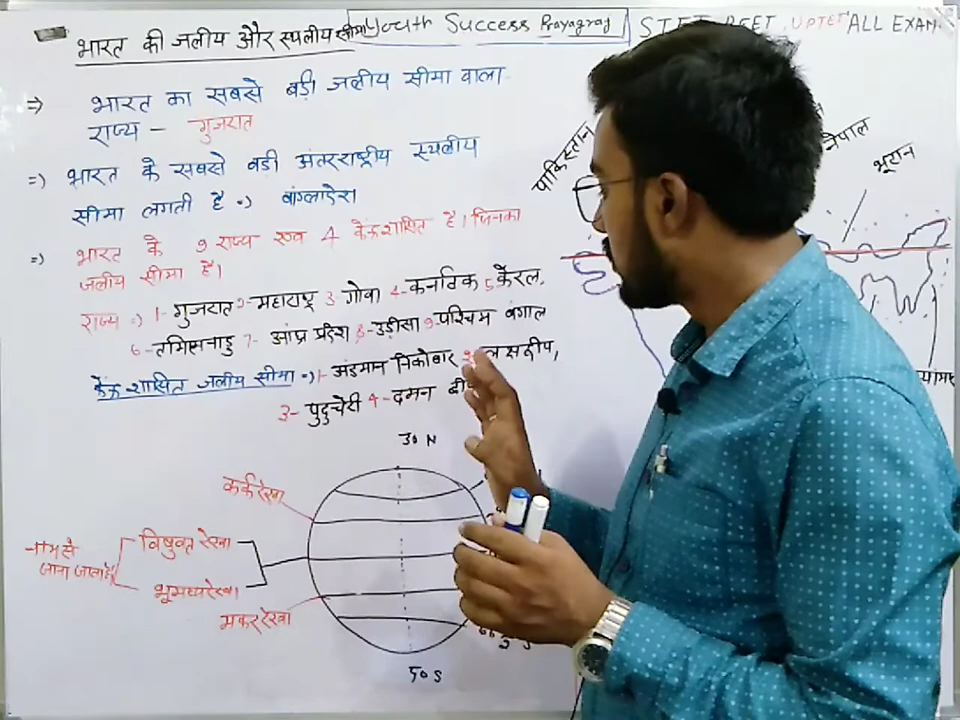 भारत की जलीय और स्थलीय सीमा
Youth Success Prayagraj
UPTET ALL EXAM
=> भारत का सबसे बड़ी जलीय सीमा वाला
राज्य - गुजरात
=) भारत के सबसे बडी अंतरराष्ट्रीय स्थलीय
सीमा लगती है =) बांग्लादेश
=) भारत के 9 राज्य एवं 4 केन्द्रशासित है। जिनका
जलीय सीमा है।
राज्य =) 1- गुजरात 2- महाराष्ट्र 3- गोवा 4- कर्नाटक 5 केरल,
6- तमिलनाडु 7- आंध्र प्रदेश 8- उड़ीसा 9- पश्चिम बंगाल
केन्द्रशासित जलीय सीमा =) 1- अंडमान निकोबार लक्षद्वीप,
3- पुदुचेरी 4- दमन
पाकिस्तान
नेपाल
भूटान
30 N
कर्क रेखा
नाम से
जाना जाता है
विषुवत रेखा
भूमध्य रेखा
मकर रेखा
50 S